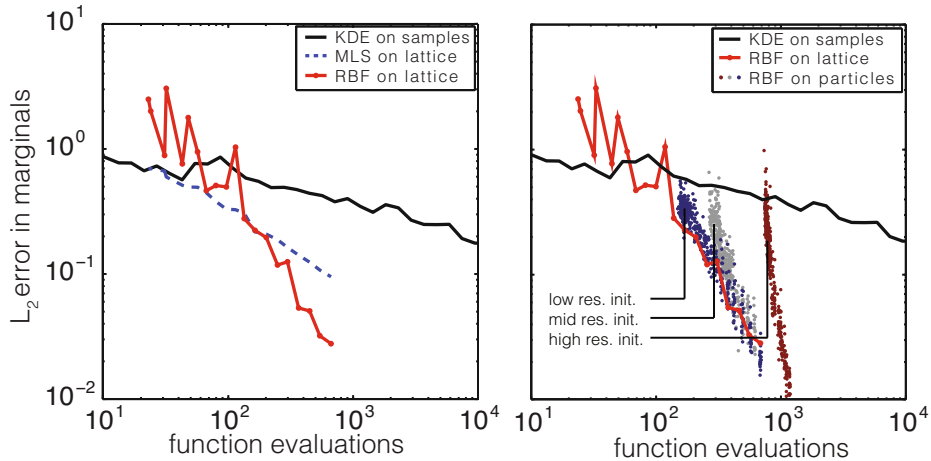 L2 error in marginals
10^1
10^0
10^-1
10^-2
KDE on samples
MLS on lattice
RBF on lattice
10^1 10^2 10^3 10^4
function evaluations
KDE on samples
RBF on lattice
RBF on particles
low res. init.
mid res. init.
high res. init.
10^1 10^2 10^3 10^4
function evaluations